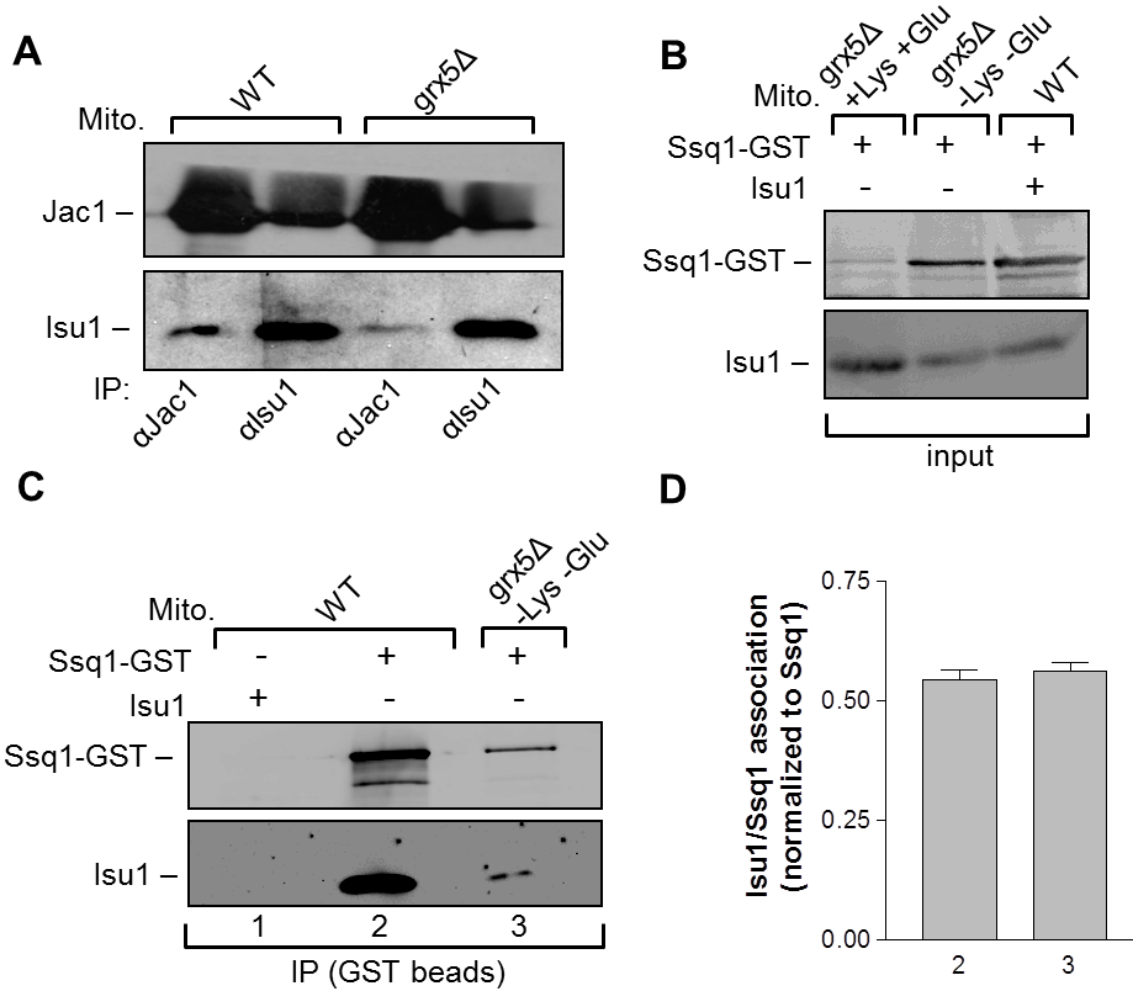 A
WT
grx5Δ
Mito.
Jac1 –
Isu1 –
IP:
αJac1
αIsu1
αJac1
αIsu1
B
grx5Δ
+Lys +Glu
grx5Δ
-Lys -Glu
WT
Mito.
Ssq1-GST + + +
Isu1 - - +
Ssq1-GST –
Isu1 –
input
C
Mito.
WT
grx5Δ
-Lys -Glu
Ssq1-GST - + +
Isu1 + - -
Ssq1-GST –
Isu1 –
1 2 3
IP (GST beads)
D
Isu1/Ssq1 association
(normalized to Ssq1)
0.75
0.50
0.25
0.00
2 3